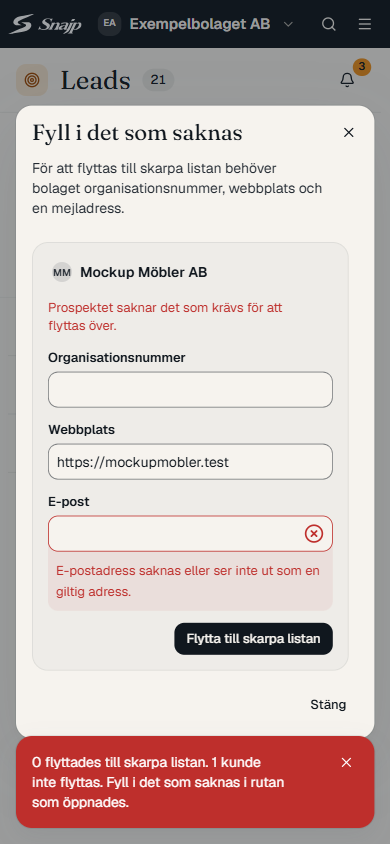 Snajp
EA
Exempelbolaget AB
Leads
21
3
Fyll i det som saknas
För att flyttas till skarpa listan behöver
bolaget organisationsnummer, webbplats och
en mejladress.
MM
Mockup Möbler AB
Prospektet saknar det som krävs för att
flyttas över.
Organisationsnummer
Webbplats
https://mockupmobler.test
E-post
E-postadress saknas eller ser inte ut som en
giltig adress.
Flytta till skarpa listan
Stäng
0 flyttades till skarpa listan. 1 kunde
inte flyttas. Fyll i det som saknas i rutan
som öppnades.